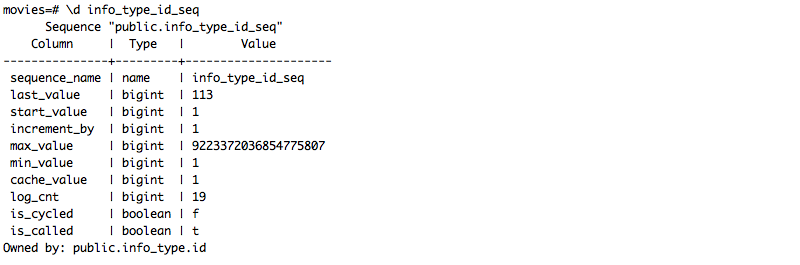 movies=# \d info_type_id_seq
      Sequence "public.info_type_id_seq"
    Column     |  Type   |        Value
---------------+---------+---------------------
 sequence_name | name    | info_type_id_seq
 last_value    | bigint  | 113
 start_value   | bigint  | 1
 increment_by  | bigint  | 1
 max_value     | bigint  | 9223372036854775807
 min_value     | bigint  | 1
 cache_value   | bigint  | 1
 log_cnt       | bigint  | 19
 is_cycled     | boolean | f
 is_called     | boolean | t
Owned by: public.info_type.id